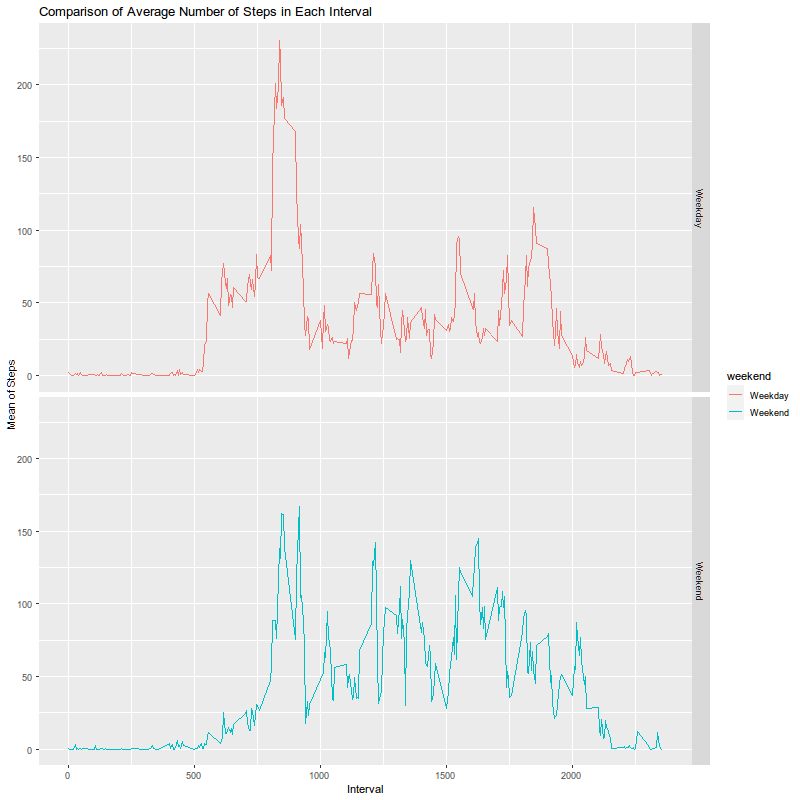 Comparison of Average Number of Steps in Each Interval
Mean of Steps
200
150
100
50
0
Weekday
200
150
100
50
0
Weekend
0 500 1000 1500 2000
Interval
weekend
Weekday
Weekend